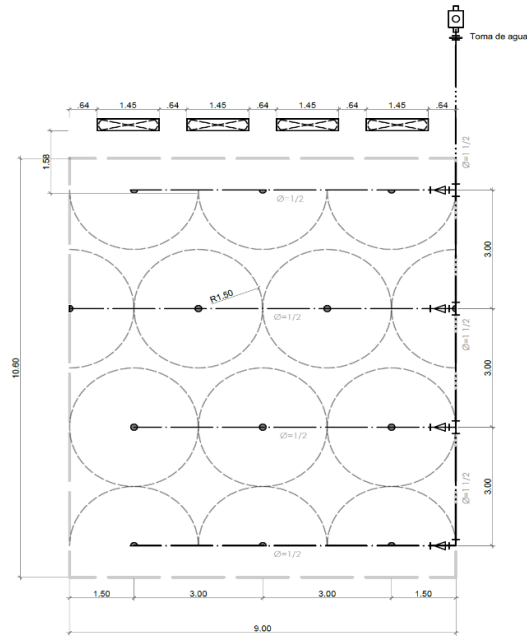 Toma de agua
.64 1.45 .64 1.45 .64 1.45 .64 1.45 .64
Ø=1 1/2
1.58
Ø=1/2
3.00
R1.50
Ø=1/2
Ø=1 1/2
10.60
3.00
Ø=1/2
Ø=1 1/2
3.00
Ø=1/2
1.50 3.00 3.00 1.50
9.00